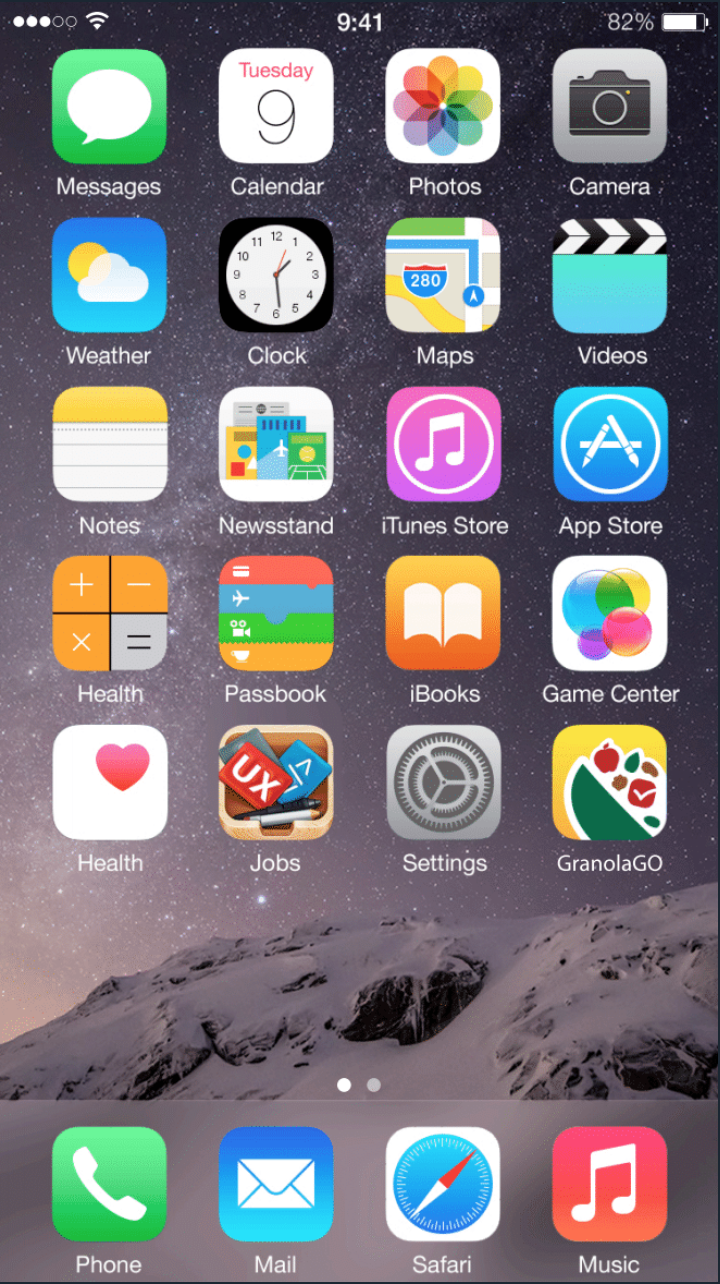 9:41 82%
Tuesday
9
Messages Calendar Photos Camera
12
11 1
10 2
9 3
8 4
7 5
6
280
Weather Clock Maps Videos
Notes Newsstand iTunes Store App Store
Health Passbook iBooks Game Center
UX
</>
Health Jobs Settings GranolaGO
Phone Mail Safari Music